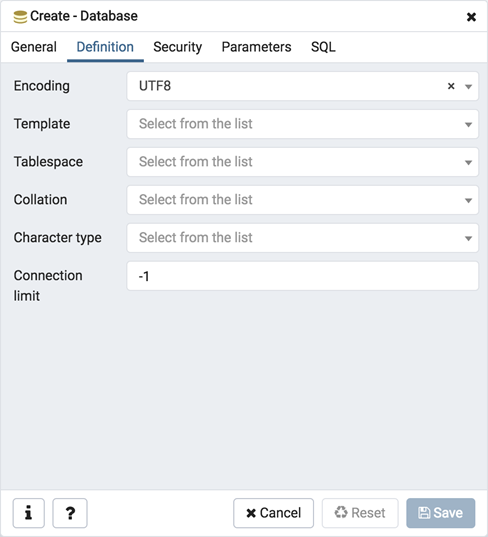 Create - Database
General Definition Security Parameters SQL
Encoding UTF8
Template Select from the list
Tablespace Select from the list
Collation Select from the list
Character type Select from the list
Connection limit -1
i ? Cancel Reset Save